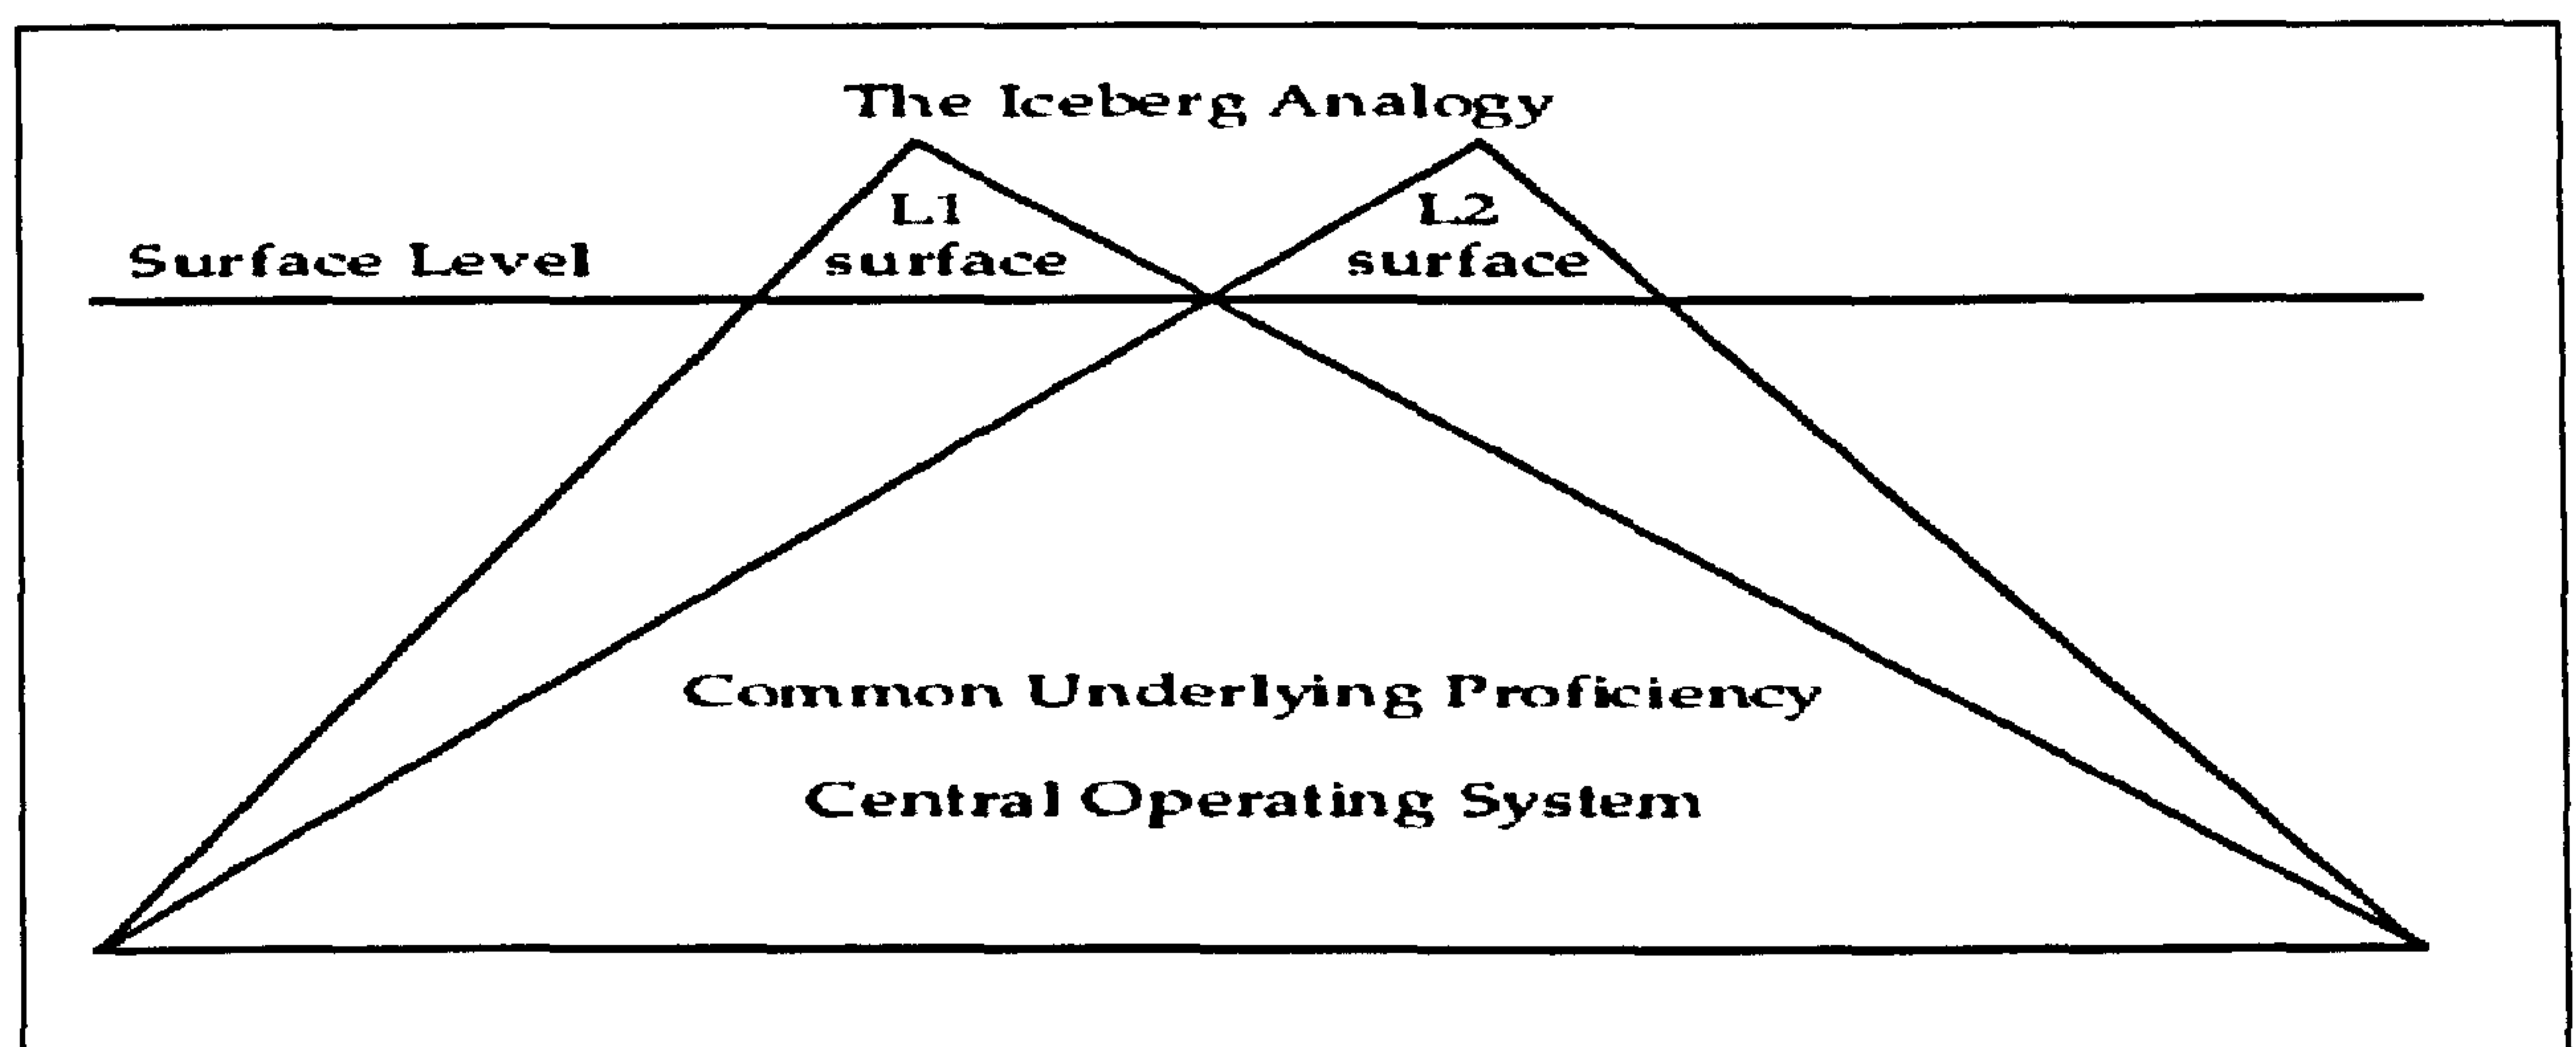 The Iceberg Analogy
L1
surface
L2
surface
Surface Level
Common Underlying Proficiency
Central Operating System